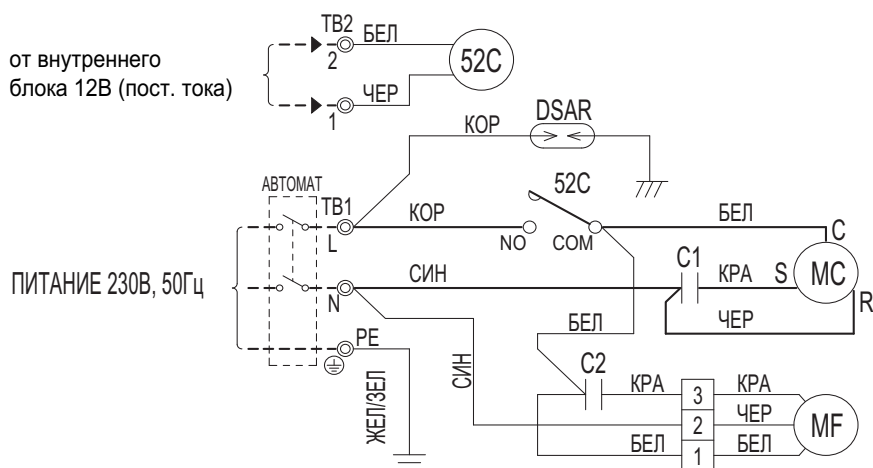 TB2
БЕЛ
от внутреннего
2
52C
блока 12В (пост. тока)
ЧЕР
1
КОР
DSAR
АВТОМАТ
52C
TB1
КОР
БЕЛ
L
NO
COM
C
C1
СИН
КРА
S
MC
ПИТАНИЕ 230В, 50Гц
R
N
ЧЕР
БЕЛ
PE
C2
СИН
ЖЕЛ/ЗЕЛ
КРА
3
КРА
2
ЧЕР
MF
БЕЛ
1
БЕЛ